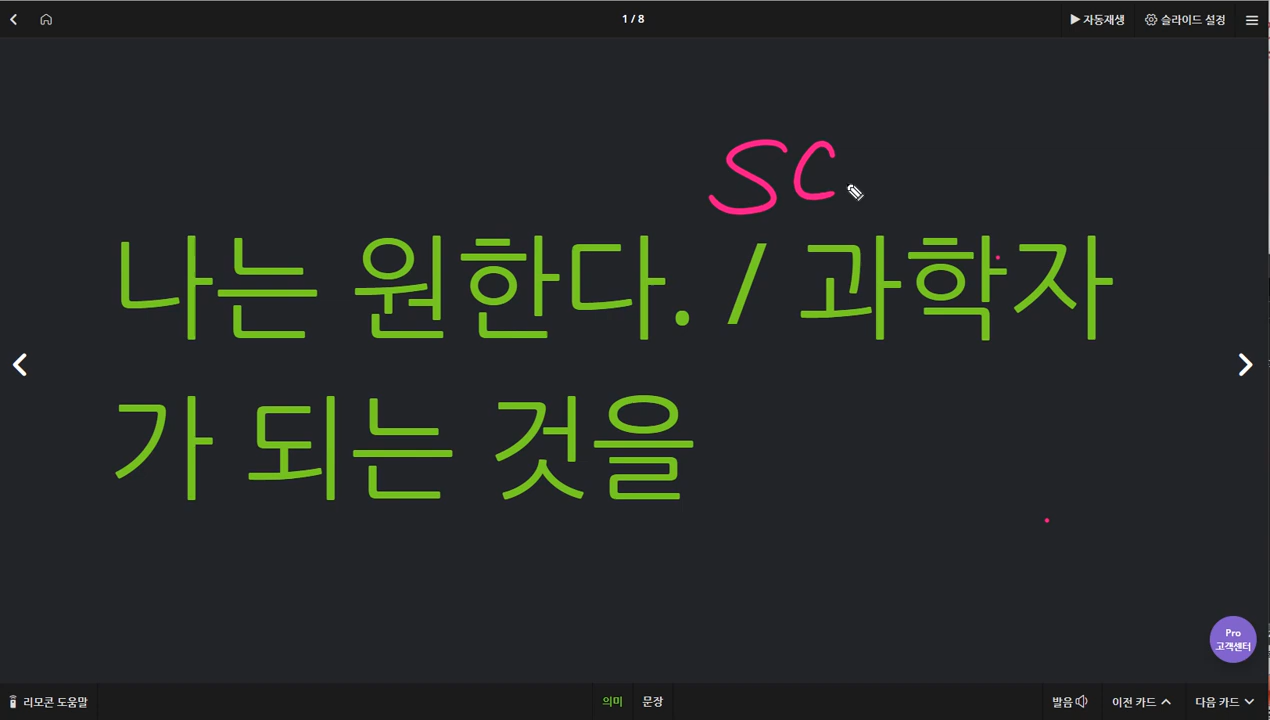 1 / 8
자동재생
슬라이드 설정
SC
나는 원한다. / 과학자
가 되는 것을
Pro
고객센터
리모콘 도움말
의미
문장
발음
이전 카드
다음 카드